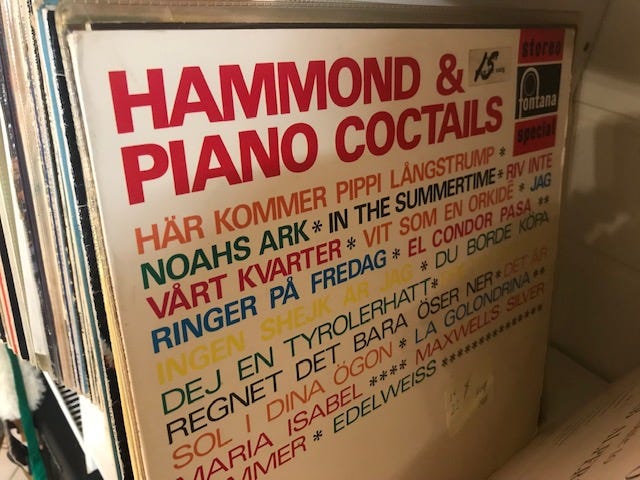 HAMMOND &
PIANO COCTAILS
15
stereo
fontana
special
HÄR KOMMER PIPPI LÅNGSTRUMP *
NOAHS ARK * IN THE SUMMERTIME * RIV INTE
VÅRT KVARTER * VIT SOM EN ORKIDÉ * JAG
RINGER PÅ FREDAG * EL CONDOR PASA **
INGEN SHEJK ÄR JAG * DU BORDE KÖPA
DEJ EN TYROLERHATT *
REGNET DET BARA ÖSER NER * DET ÄR
SOL I DINA ÖGON * LA GOLONDRINA **
MARIA ISABEL **** MAXWELLS SILVER
HAMMER * EDELWEISS ***************